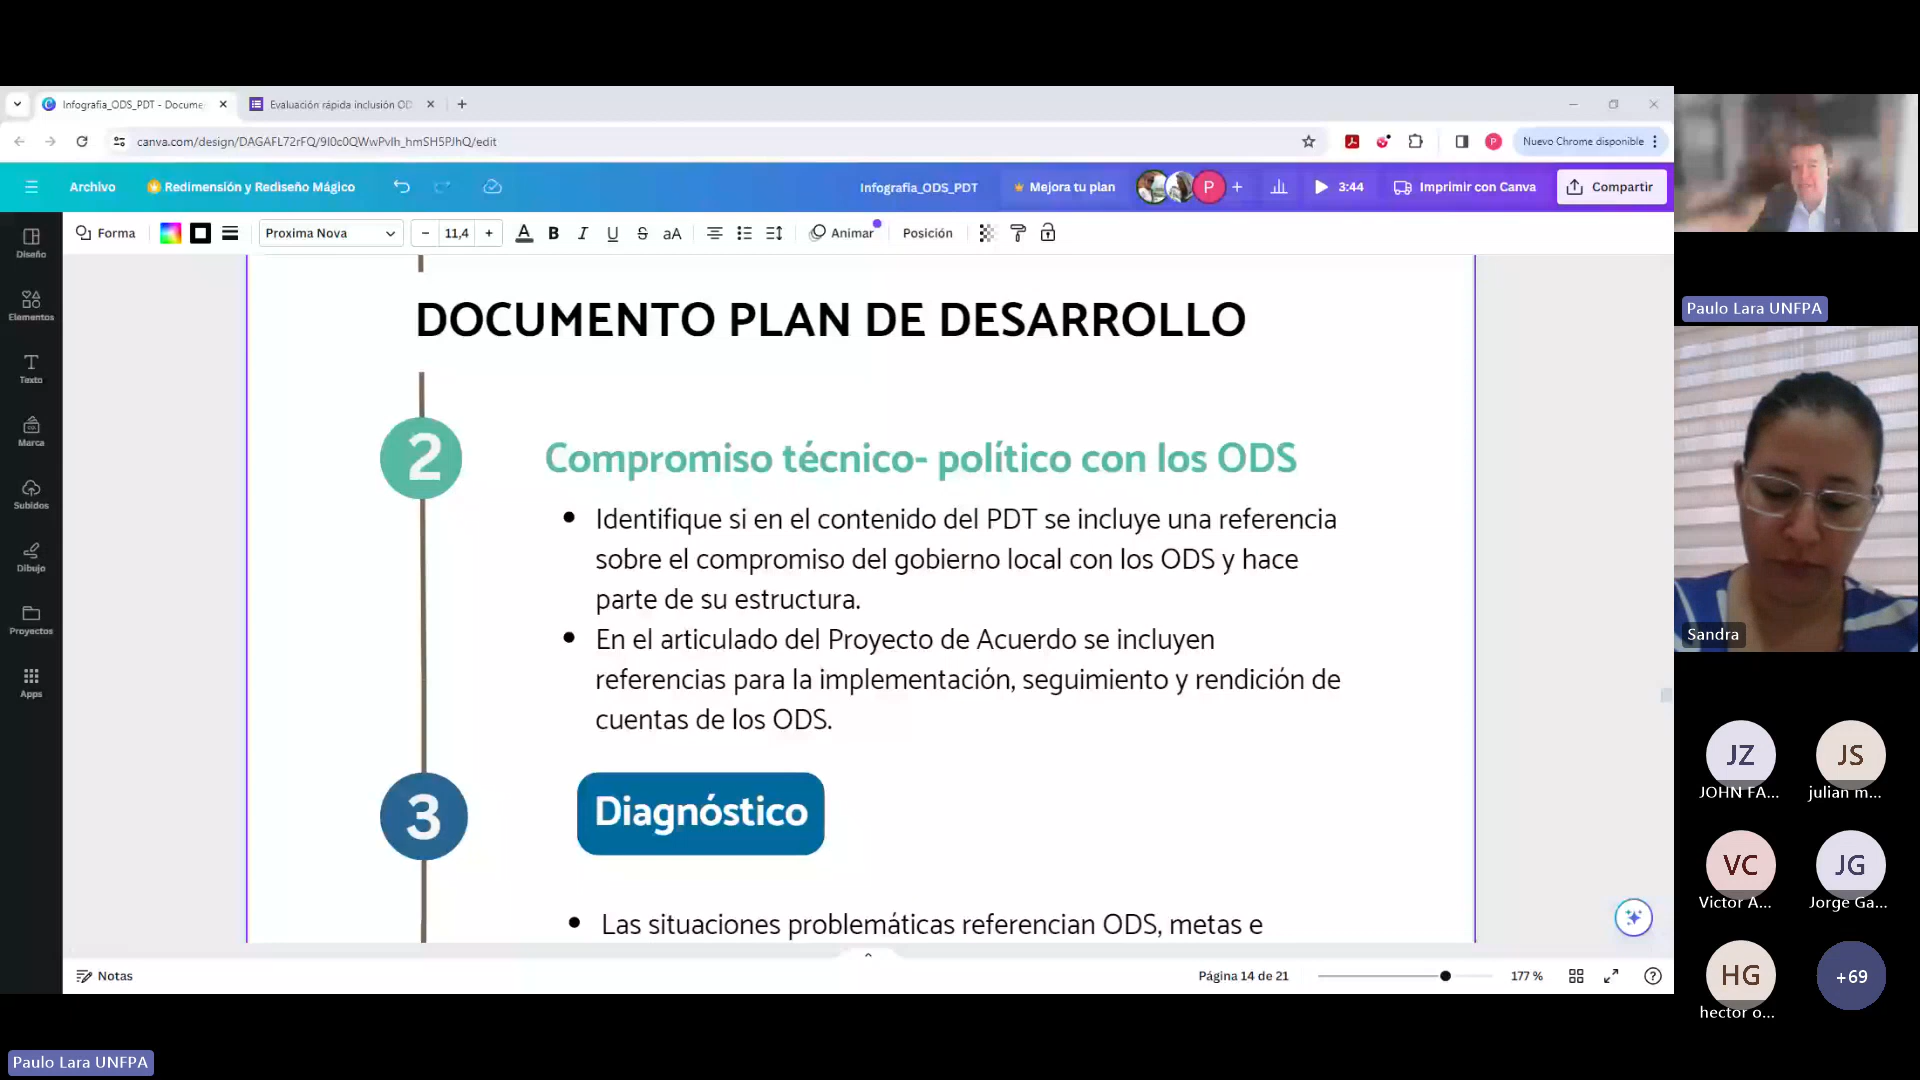 Infografia_ODS_PDT - Docume
Evaluación rápida inclusión OD
canva.com/design/DAGAFL72rFQ/9l0c0QWwPvIh_hmSH5PJhQ/edit
Nuevo Chrome disponible
Archivo
Redimensión y Rediseño Mágico
Infografia_ODS_PDT
Mejora tu plan
P
3:44
Imprimir con Canva
Compartir
Forma
Proxima Nova
11,4
A B I U S aA
Animar
Posición
Diseño
Elementos
Texto
Marca
Subidos
Dibujo
Proyectos
Apps
DOCUMENTO PLAN DE DESARROLLO
2
Compromiso técnico- político con los ODS
• Identifique si en el contenido del PDT se incluye una referencia
sobre el compromiso del gobierno local con los ODS y hace
parte de su estructura.
• En el articulado del Proyecto de Acuerdo se incluyen
referencias para la implementación, seguimiento y rendición de
cuentas de los ODS.
3
Diagnóstico
• Las situaciones problemáticas referencian ODS, metas e
Notas
Página 14 de 21
177 %
Paulo Lara UNFPA
Sandra
JZ
JOHN FA...
JS
julian m...
VC
Victor A...
JG
Jorge Ga...
HG
hector o...
+69
Paulo Lara UNFPA